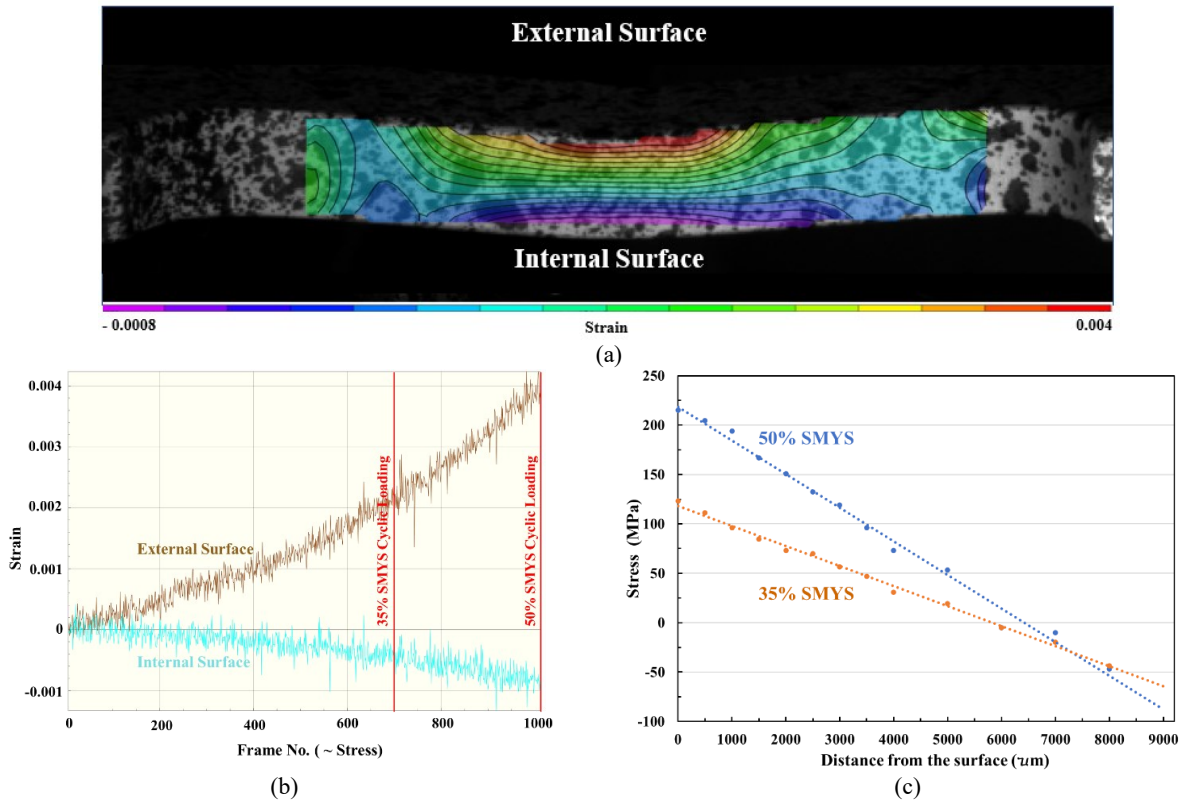 External Surface
Internal Surface
- 0.0008
Strain
0.004
(a)
0.004
0.003
0.002
0.001
0
-0.001
Strain
External Surface
Internal Surface
35% SMYS Cyclic Loading
50% SMYS Cyclic Loading
0
200
400
600
800
1000
Frame No. ( ~ Stress)
(b)
250
200
150
100
50
0
-50
-100
Stress (MPa)
50% SMYS
35% SMYS
0
1000
2000
3000
4000
5000
6000
7000
8000
9000
Distance from the surface (𝓊m)
(c)